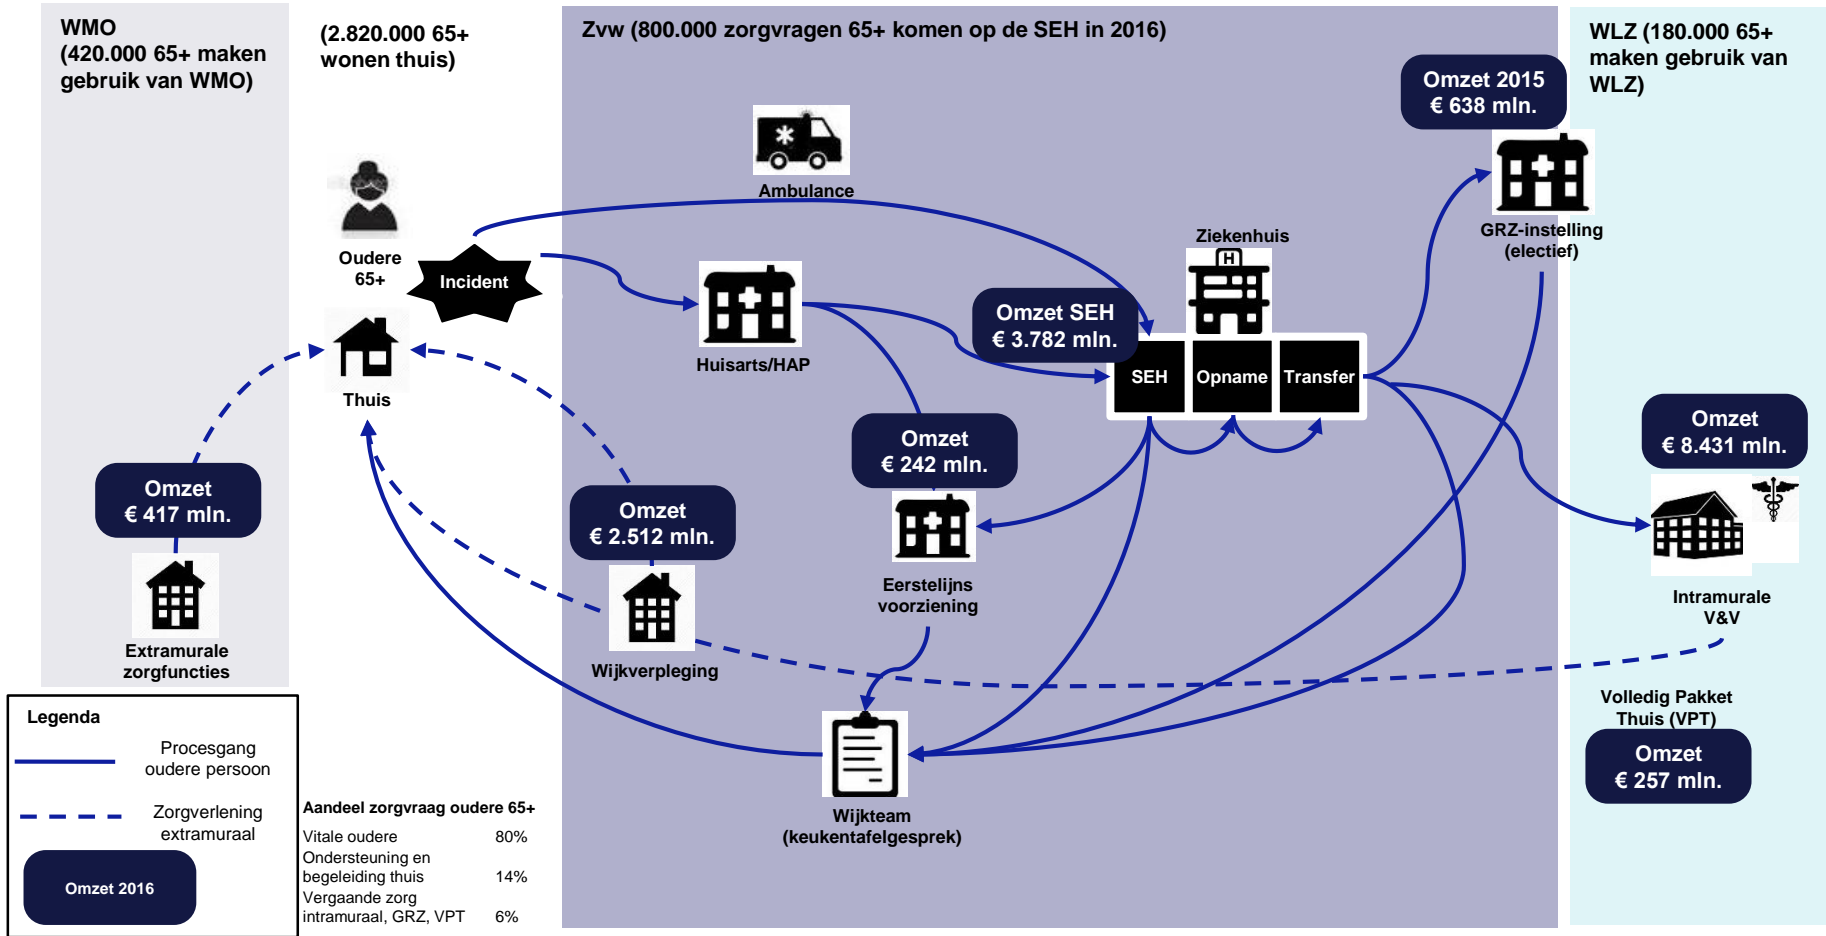 WMO
(420.000 65+ maken
gebruik van WMO)
(2.820.000 65+
wonen thuis)
Zvw (800.000 zorgvragen 65+ komen op de SEH in 2016)
WLZ (180.000 65+
maken gebruik van
WLZ)
Omzet 2015
€ 638 mln.
Ambulance
GRZ-instelling
(electief)
Ziekenhuis
H
Oudere
65+
Incident
Omzet SEH
€ 3.782 mln.
Huisarts/HAP
SEH
Opname
Transfer
Thuis
Omzet
€ 242 mln.
Omzet
€ 8.431 mln.
Omzet
€ 417 mln.
Omzet
€ 2.512 mln.
Eerstelijns
voorziening
Intramurale
V&V
Extramurale
zorgfuncties
Wijkverpleging
Volledig Pakket
Thuis (VPT)
Omzet
€ 257 mln.
Wijkteam
(keukentafelgesprek)
Legenda
Procesgang
oudere persoon
Zorgverlening
extramuraal
Omzet 2016
Aandeel zorgvraag oudere 65+
Vitale oudere 80%
Ondersteuning en
begeleiding thuis 14%
Vergaande zorg
intramuraal, GRZ, VPT 6%